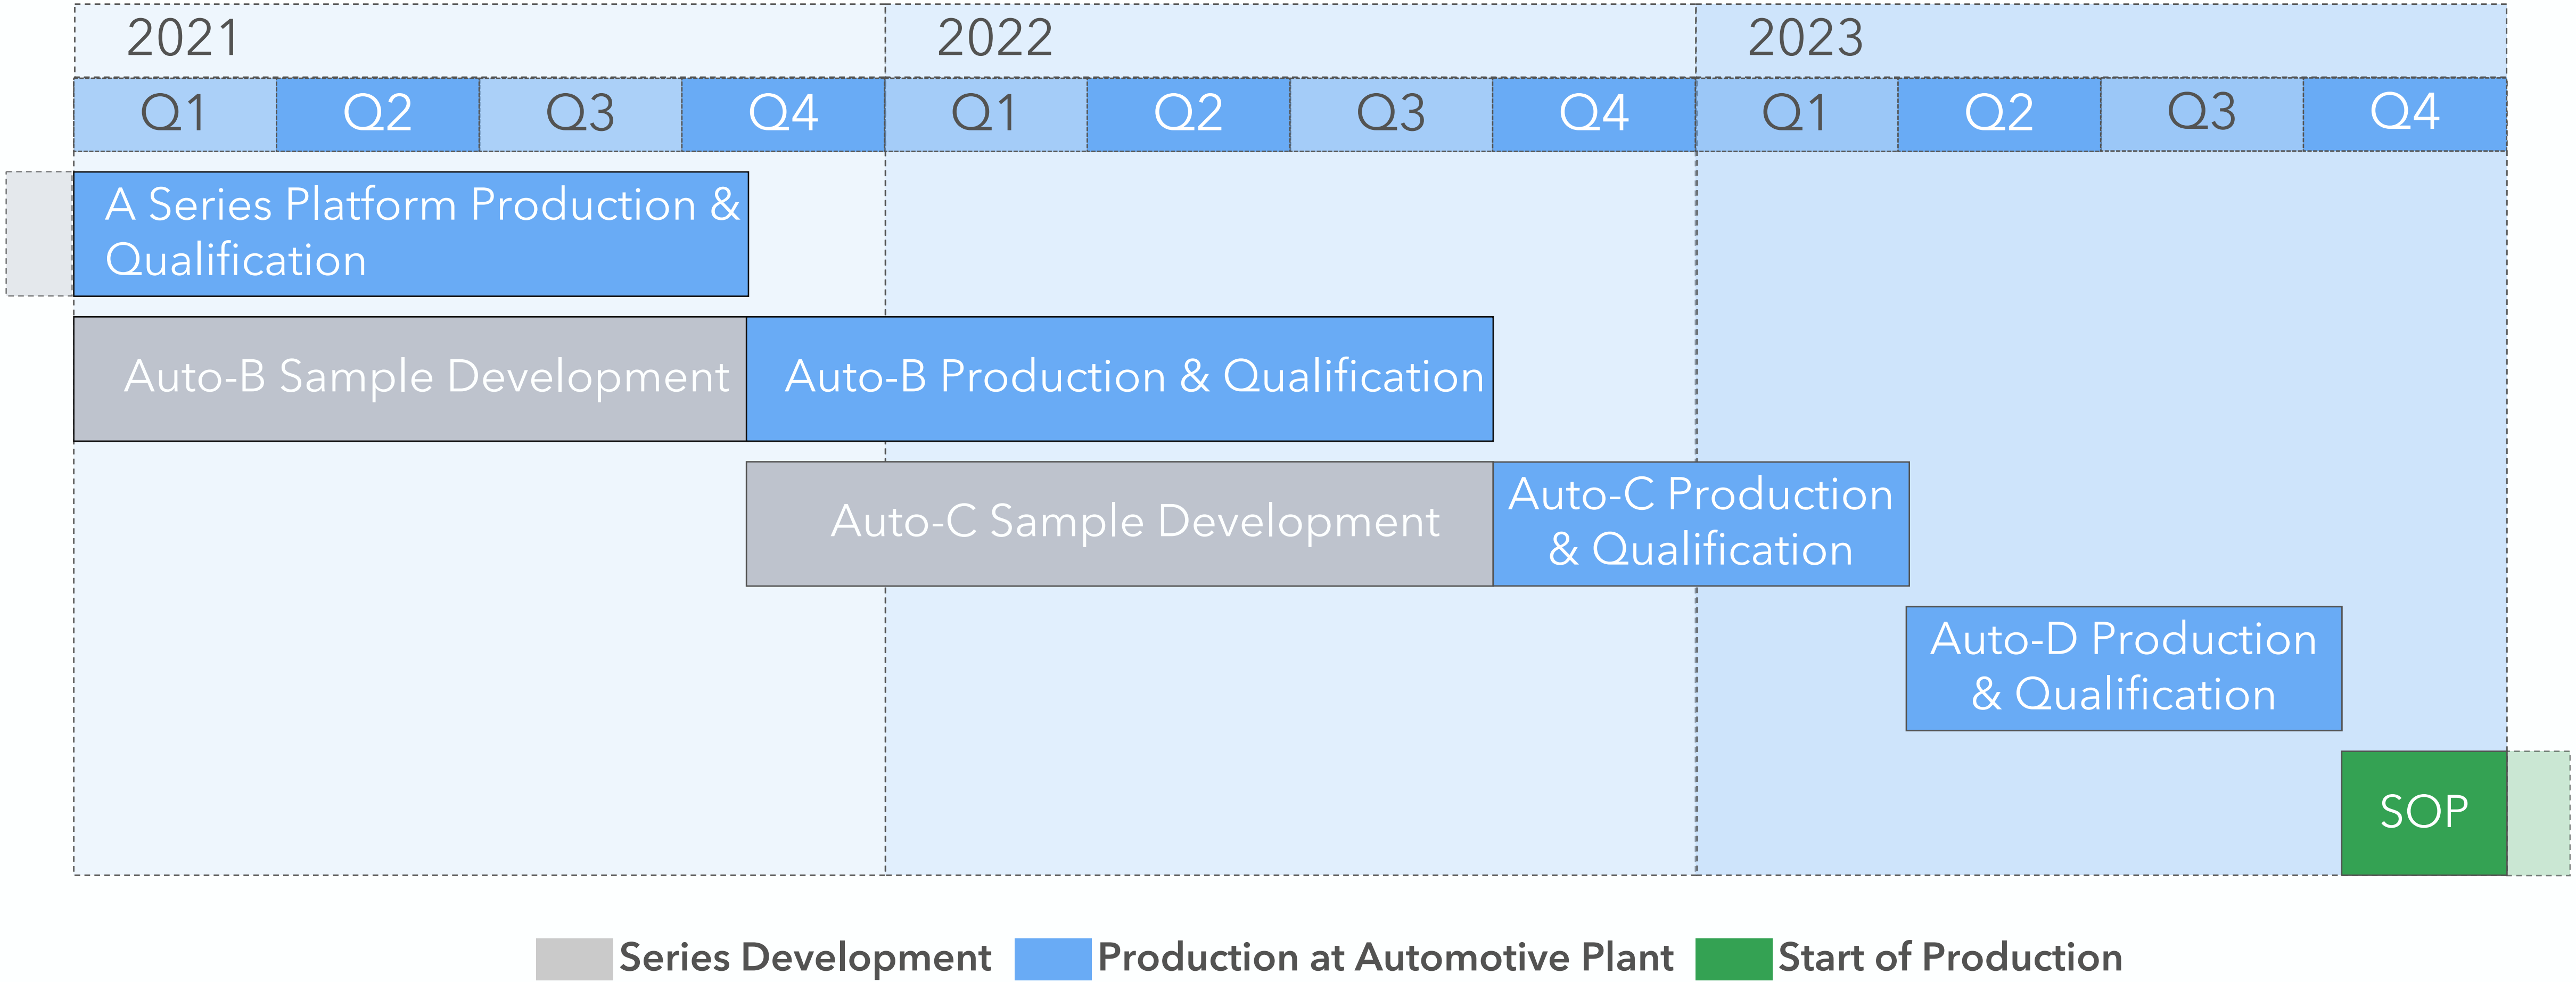 2021 2022 2023
Q1 Q2 Q3 Q4 Q1 Q2 Q3 Q4 Q1 Q2 Q3 Q4
A Series Platform Production &
Qualification
Auto-B Sample Development Auto-B Production & Qualification
Auto-C Sample Development
Auto-C Production
& Qualification
Auto-D Production
& Qualification
SOP
Series Development Production at Automotive Plant Start of Production